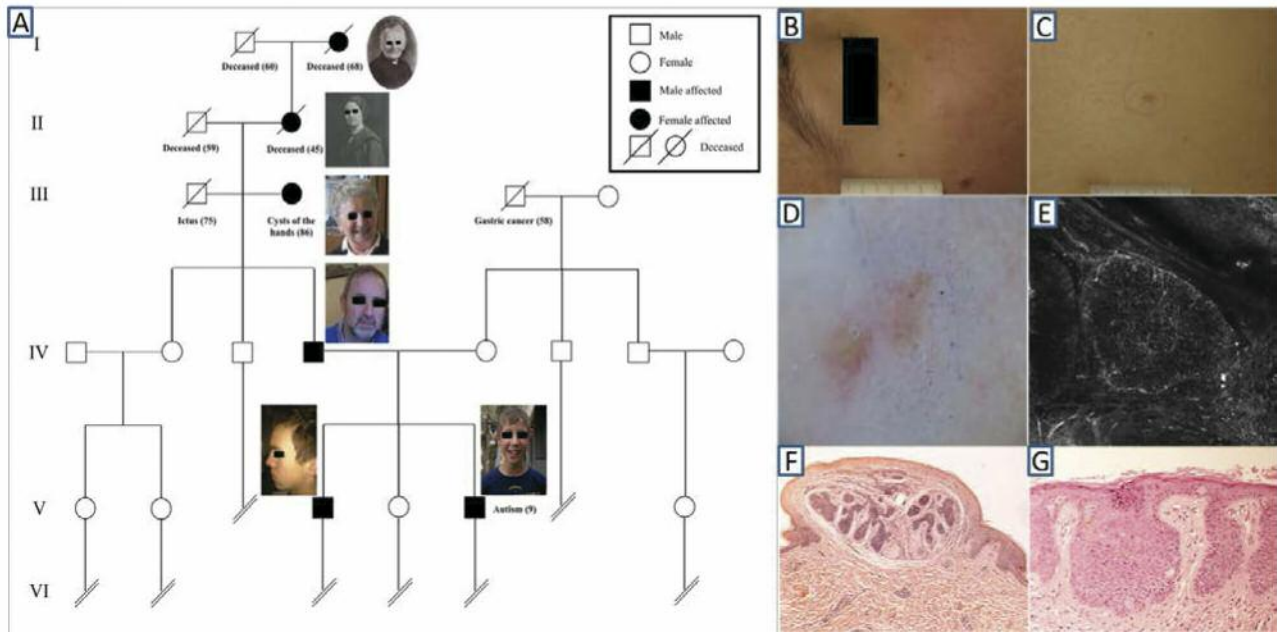 A
I
Deceased (60)
Deceased (68)
II
Deceased (59)
Deceased (45)
III
Ictus (75)
Cysts of the
hands (86)
Gastric cancer (58)
IV
V
Autism (9)
VI
Male
Female
Male affected
Female affected
Deceased
B
C
D
E
F
G